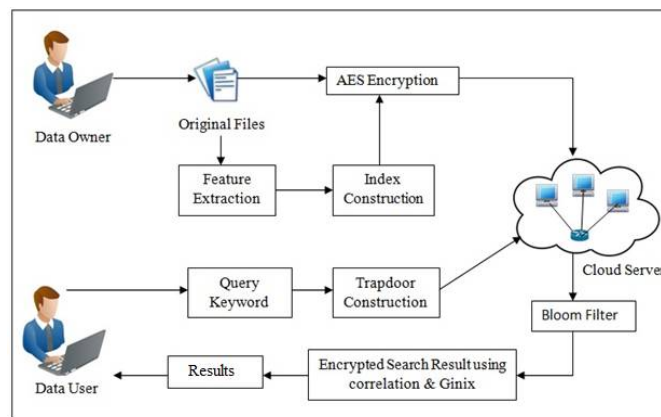 AES Encryption
Data Owner
Original Files
Feature
Extraction
Index
Construction
Cloud Server
Query
Keyword
Trapdoor
Construction
Bloom Filter
Data User
Results
Encrypted Search Result using
correlation & Ginix